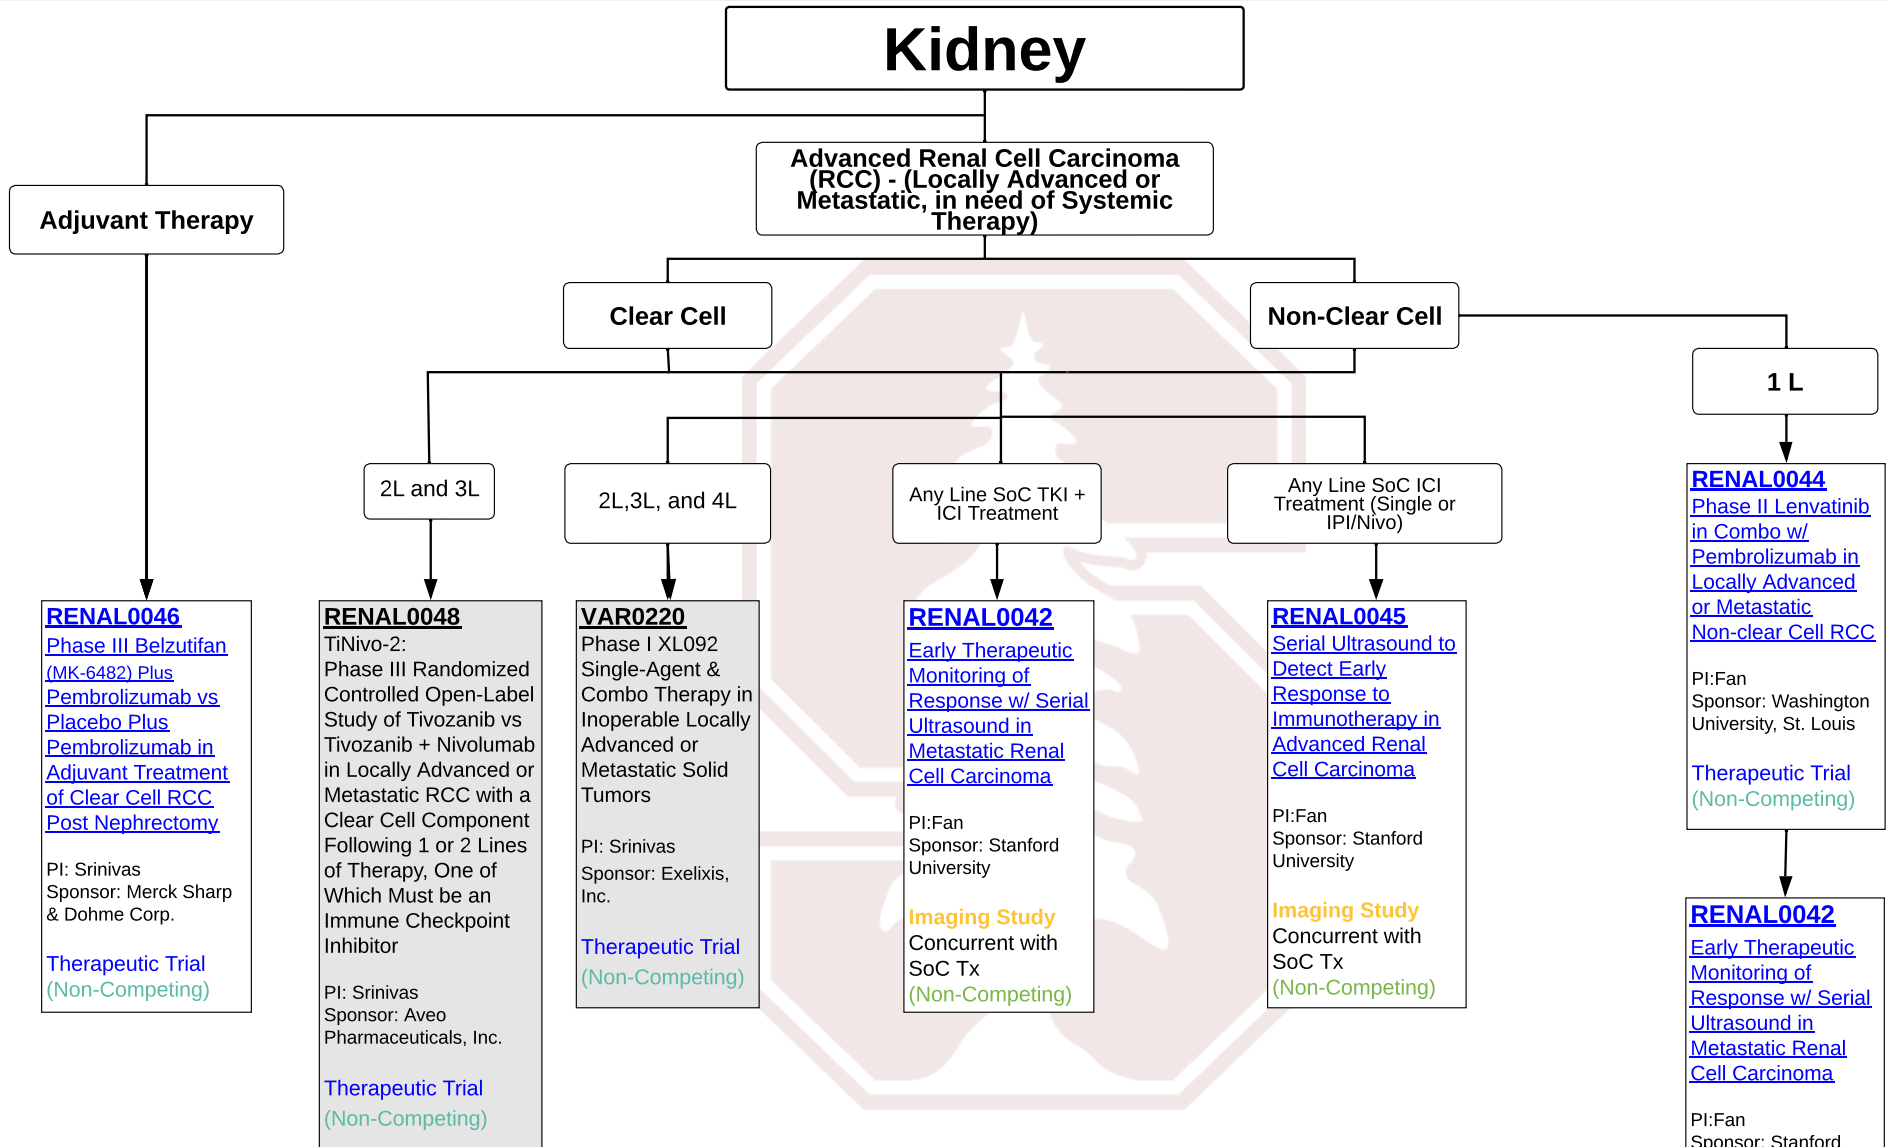 Kidney
Advanced Renal Cell Carcinoma
(RCC) - (Locally Advanced or
Metastatic, in need of Systemic
Therapy)
Adjuvant Therapy
Clear Cell
Non-Clear Cell
1 L
2L and 3L
2L,3L, and 4L
Any Line SoC TKI +
ICI Treatment
Any Line SoC ICI
Treatment (Single or
IPI/Nivo)
RENAL0046
Phase III Belzutifan
(MK-6482) Plus
Pembrolizumab vs
Placebo Plus
Pembrolizumab in
Adjuvant Treatment
of Clear Cell RCC
Post Nephrectomy
PI: Srinivas
Sponsor: Merck Sharp
& Dohme Corp.
Therapeutic Trial
(Non-Competing)
RENAL0048
TiNivo-2:
Phase III Randomized
Controlled Open-Label
Study of Tivozanib vs
Tivozanib + Nivolumab
in Locally Advanced or
Metastatic RCC with a
Clear Cell Component
Following 1 or 2 Lines
of Therapy, One of
Which Must be an
Immune Checkpoint
Inhibitor
PI: Srinivas
Sponsor: Aveo
Pharmaceuticals, Inc.
Therapeutic Trial
(Non-Competing)
VAR0220
Phase I XL092
Single-Agent &
Combo Therapy in
Inoperable Locally
Advanced or
Metastatic Solid
Tumors
PI: Srinivas
Sponsor: Exelixis,
Inc.
Therapeutic Trial
(Non-Competing)
RENAL0042
Early Therapeutic
Monitoring of
Response w/ Serial
Ultrasound in
Metastatic Renal
Cell Carcinoma
PI:Fan
Sponsor: Stanford
University
Imaging Study
Concurrent with
SoC Tx
(Non-Competing)
RENAL0045
Serial Ultrasound to
Detect Early
Response to
Immunotherapy in
Advanced Renal
Cell Carcinoma
PI:Fan
Sponsor: Stanford
University
Imaging Study
Concurrent with
SoC Tx
(Non-Competing)
RENAL0044
Phase II Lenvatinib
in Combo w/
Pembrolizumab in
Locally Advanced
or Metastatic
Non-clear Cell RCC
PI:Fan
Sponsor: Washington
University, St. Louis
Therapeutic Trial
(Non-Competing)
RENAL0042
Early Therapeutic
Monitoring of
Response w/ Serial
Ultrasound in
Metastatic Renal
Cell Carcinoma
PI:Fan
Sponsor: Stanford